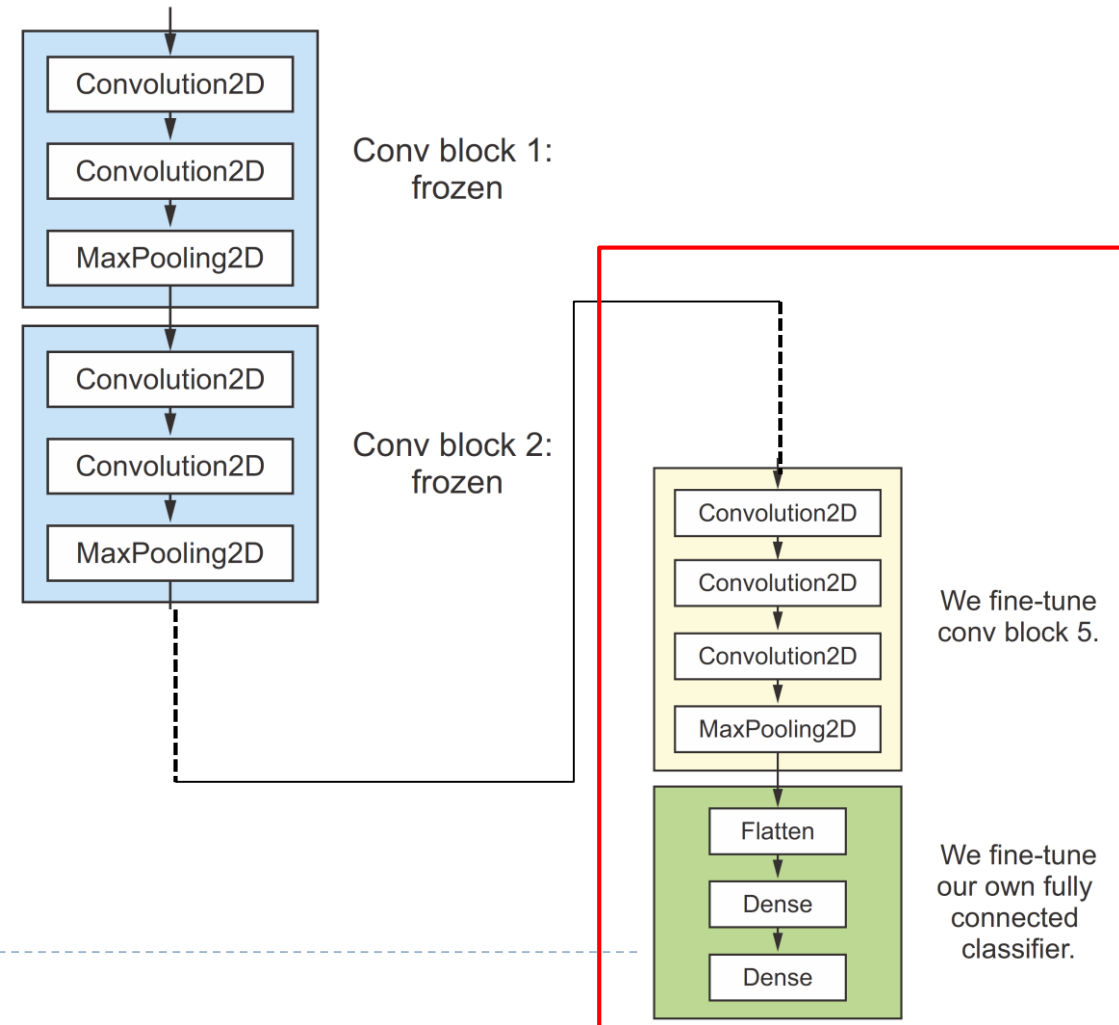 Convolution2D
Convolution2D
MaxPooling2D
Conv block 1:
frozen
Convolution2D
Convolution2D
MaxPooling2D
Conv block 2:
frozen
Convolution2D
Convolution2D
Convolution2D
MaxPooling2D
We fine-tune
conv block 5.
Flatten
Dense
Dense
We fine-tune
our own fully
connected
classifier.